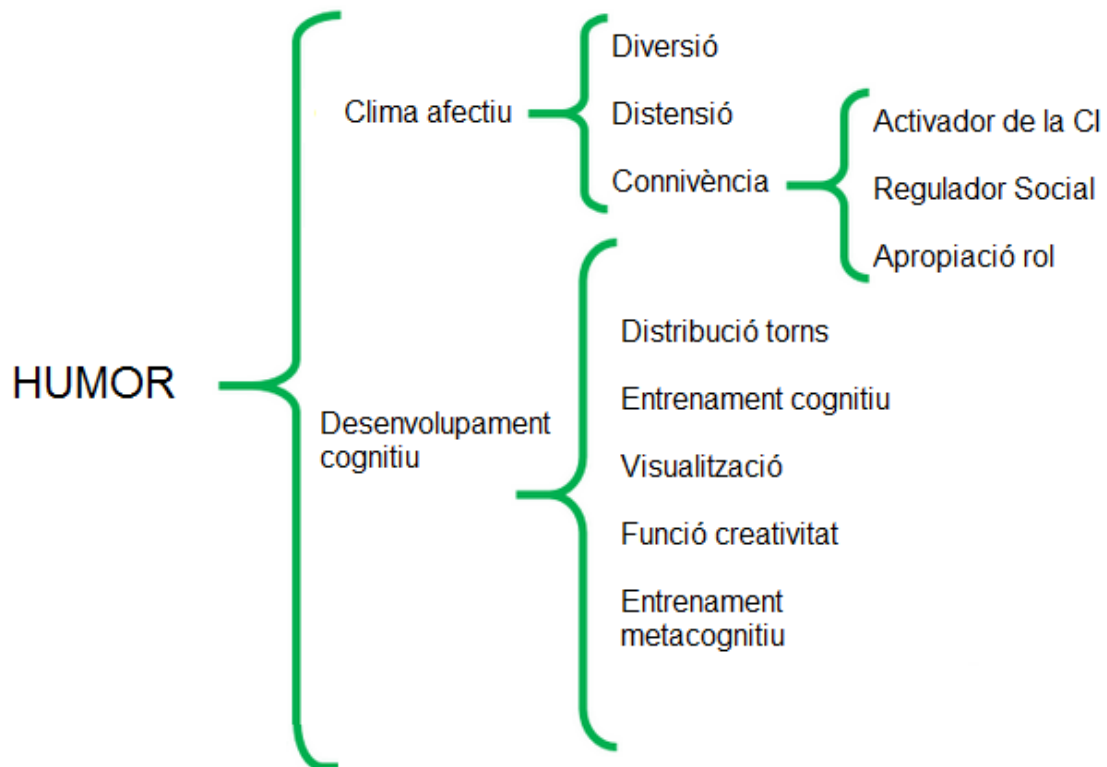 HUMOR
Clima afectiu
Diversió
Distensió
Connivència
Activador de la CI
Regulador Social
Apropiació rol
Desenvolupament
cognitiu
Distribució torns
Entrenament cognitiu
Visualització
Funció creativitat
Entrenament
metacognitiu